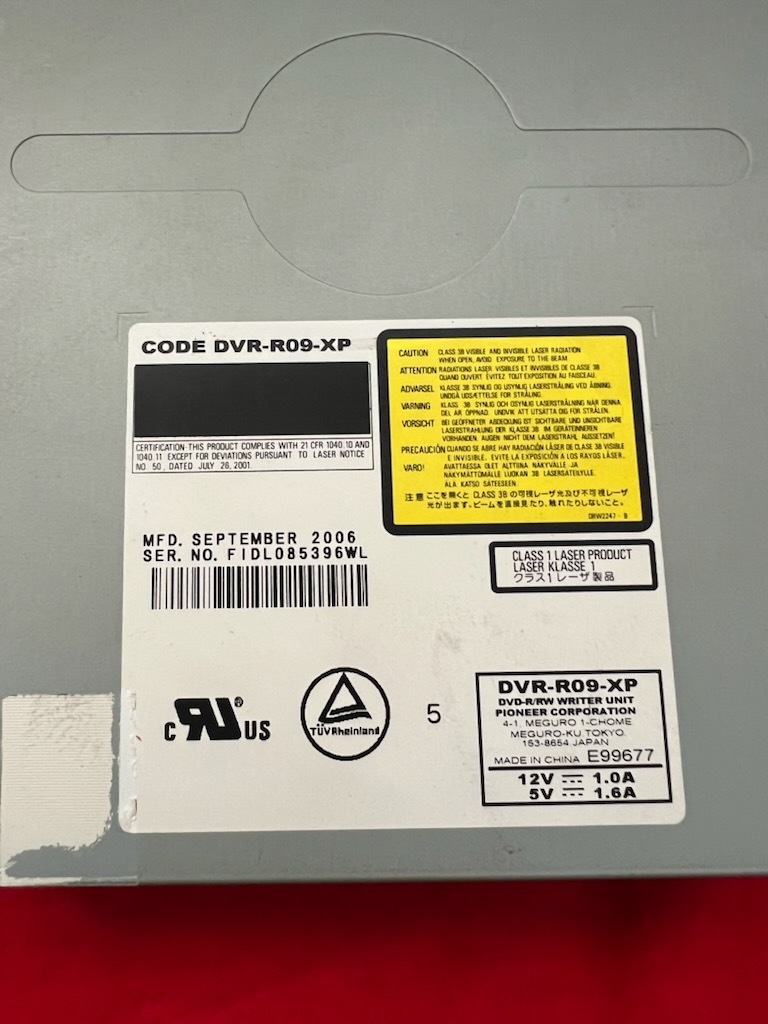 CODE DVR-R09-XP
CERTIFICATION THIS PRODUCT COMPLIES WITH 21 CFR 1040.10 AND
1040.11 EXCEPT FOR DEVIATIONS PURSUANT TO LASER NOTICE
NO 50, DATED JULY 26, 2001.
CAUTION CLASS 3B VISIBLE AND INVISIBLE LASER RADIATION
WHEN OPEN, AVOID EXPOSURE TO THE BEAM
ATTENTION RADIATIONS LASER VISIBLES ET INVISIBLES DE CLASSE 3B
QUAND OUVERT. ÉVITEZ TOUT EXPOSITION AU FAISCEAU.
ADVARSEL KLASSE 3B SYNLIG OG USYNLIG LASERSTRÅLING VED ÅBNING.
UNDGÅ UDSÆTTELSE FOR STRÅLING.
VARNING KLASS 3B SYNLIG OCH OSYNLIG LASERSTRÅLNING NÄR DENNA
DEL ÄR ÖPPNAD. UNDVIK ATT UTSÄTTA DIG FÖR STRÅLEN.
VORSICHT BEI GEÖFFNETER ABDECKUNG IST SICHTBARE UND UNSICHTBARE
LASERSTRAHLUNG DER KLASSE 3B IM GERÄTEINNEREN
VORHANDEN. AUGEN NICHT DEM LASERSTRAHL AUSSETZEN!
PRECAUCIÓN CUANDO SE ABRE HAY RADIACIÓN LÁSER DE CLASE 3B VISIBLE
E INVISIBLE. EVITE LA EXPOSICIÓN A LOS RAYOS LÁSER.
VARO! AVATTAESSA OLET ALTTIINA NÄKYVÄLLE JA
NÄKYMÄTTÖMÄLLE LUOKAN 3B LASERSÄTEILYLLE.
ÄLÄ KATSO SÄTEESEEN.
注意 ここを開くと CLASS 3B の可視レーザ光及び不可視レーザ
光が出ます。ビームを直接見たり、触れたりしないこと。
DRW2247 - B
MFD. SEPTEMBER 2006
SER. NO. FIDL085396WL
CLASS 1 LASER PRODUCT
LASER KLASSE 1
クラス1 レーザ製品
c RU ® US
TÜVRheinland
5
DVR-R09-XP
DVD-R/RW WRITER UNIT
PIONEER CORPORATION
4-1, MEGURO 1-CHOME
MEGURO-KU, TOKYO
153-8654, JAPAN
MADE IN CHINA E99677
12V ⎓ 1.0A
5V ⎓ 1.6A